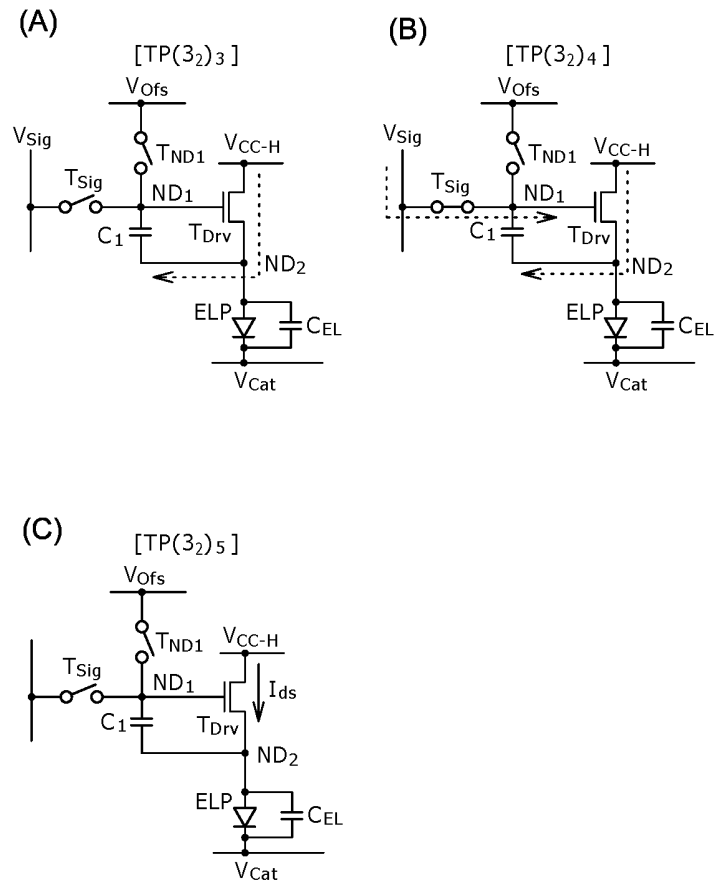 (A)
[TP(3₂)₃]
V_Ofs
V_Sig
V_CC-H
T_ND1
T_Sig
ND₁
C₁
T_Drv
ND₂
ELP
C_EL
V_Cat
(B)
[TP(3₂)₄]
V_Ofs
V_Sig
V_CC-H
T_ND1
T_Sig
ND₁
C₁
T_Drv
ND₂
ELP
C_EL
V_Cat
(C)
[TP(3₂)₅]
V_Ofs
T_ND1
V_CC-H
T_Sig
ND₁
I_ds
C₁
T_Drv
ND₂
ELP
C_EL
V_Cat